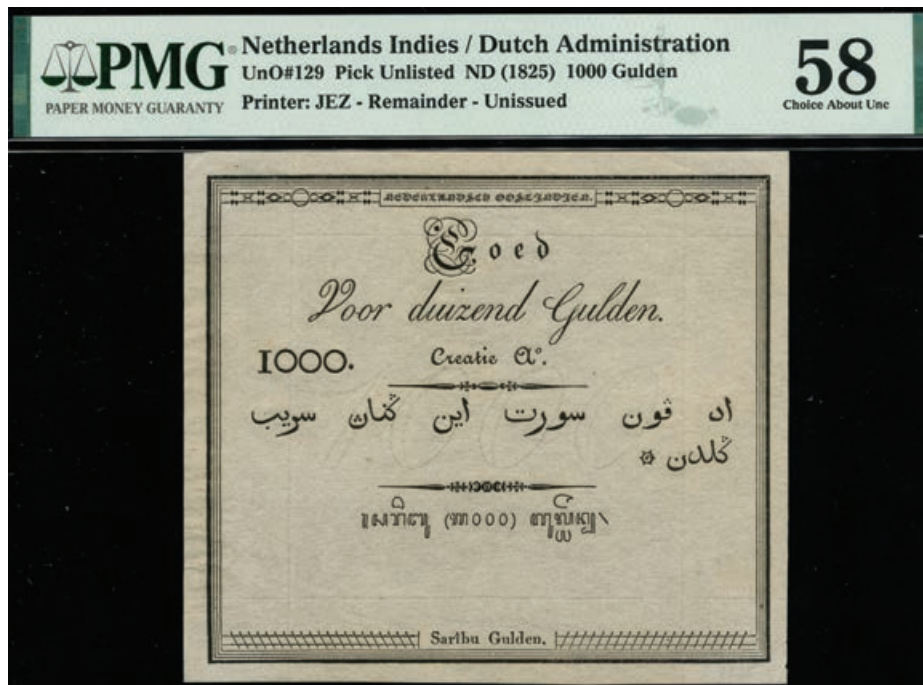 PMG
PAPER MONEY GUARANTY
Netherlands Indies / Dutch Administration
UnO#129 Pick Unlisted ND (1825) 1000 Gulden
Printer: JEZ - Remainder - Unissued
58
Choice About Unc
NEDERLANDSCH OOSTINDIEN.
Goed
Voor duizend Gulden.
1000. Creatie Aº.
اد ڤون سورت اين سريب
ڬلدن
Saribu Gulden.